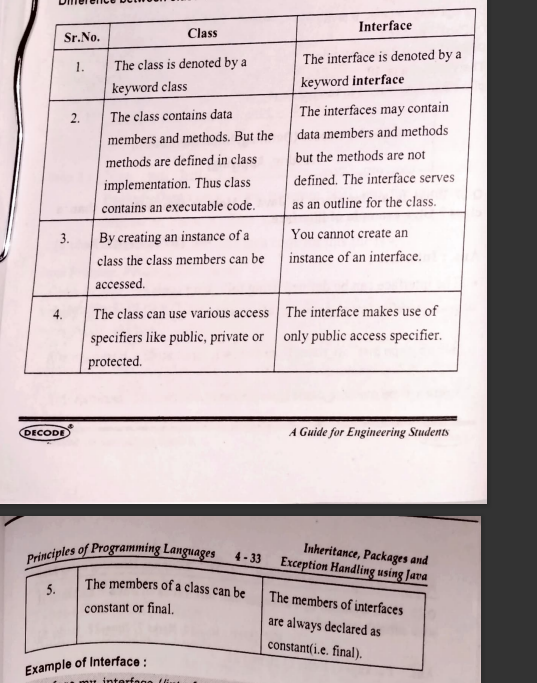 Difference between
Sr.No. Class Interface
1. The class is denoted by a keyword class The interface is denoted by a keyword interface
2. The class contains data members and methods. But the methods are defined in class implementation. Thus class contains an executable code. The interfaces may contain data members and methods but the methods are not defined. The interface serves as an outline for the class.
3. By creating an instance of a class the class members can be accessed. You cannot create an instance of an interface.
4. The class can use various access specifiers like public, private or protected. The interface makes use of only public access specifier.
DECODE® A Guide for Engineering Students
Principles of Programming Languages 4 - 33 Inheritance, Packages and Exception Handling using Java
5. The members of a class can be constant or final. The members of interfaces are always declared as constant(i.e. final).
Example of Interface :
interface